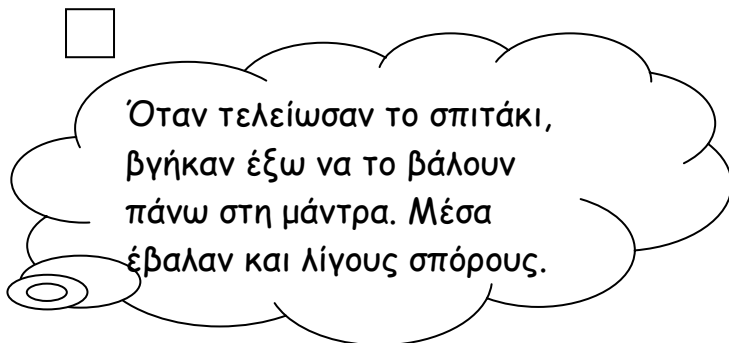 Όταν τελείωσαν το σπιτάκι,
βγήκαν έξω να το βάλουν
πάνω στη μάντρα. Μέσα
έβαλαν και λίγους σπόρους.